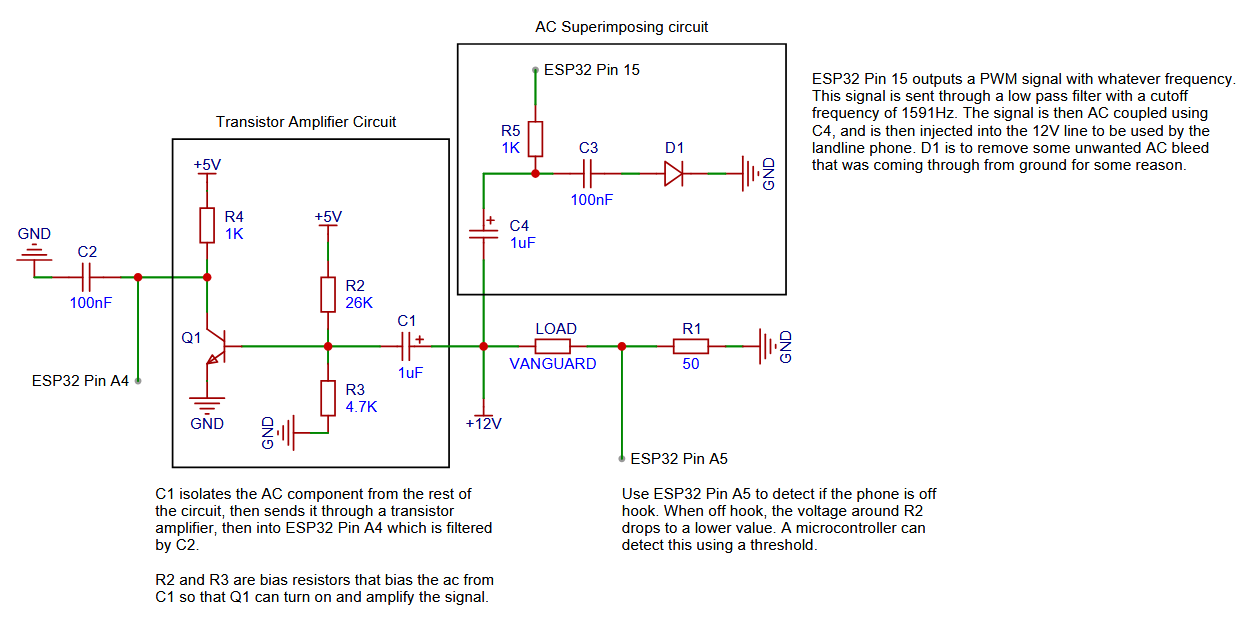 AC Superimposing circuit
ESP32 Pin 15
ESP32 Pin 15 outputs a PWM signal with whatever frequency.
This signal is sent through a low pass filter with a cutoff
frequency of 1591Hz. The signal is then AC coupled using
C4, and is then injected into the 12V line to be used by the
landline phone. D1 is to remove some unwanted AC bleed
that was coming through from ground for some reason.
R5
1K
C3
100nF
D1
GND
C4
1uF
Transistor Amplifier Circuit
+5V
R4
1K
+5V
GND
C2
100nF
R2
26K
C1
1uF
Q1
ESP32 Pin A4
R3
4.7K
GND
GND
LOAD
VANGUARD
R1
50
GND
+12V
ESP32 Pin A5
C1 isolates the AC component from the rest of
the circuit, then sends it through a transistor
amplifier, then into ESP32 Pin A4 which is filtered
by C2.
R2 and R3 are bias resistors that bias the ac from
C1 so that Q1 can turn on and amplify the signal.
Use ESP32 Pin A5 to detect if the phone is off
hook. When off hook, the voltage around R2
drops to a lower value. A microcontroller can
detect this using a threshold.